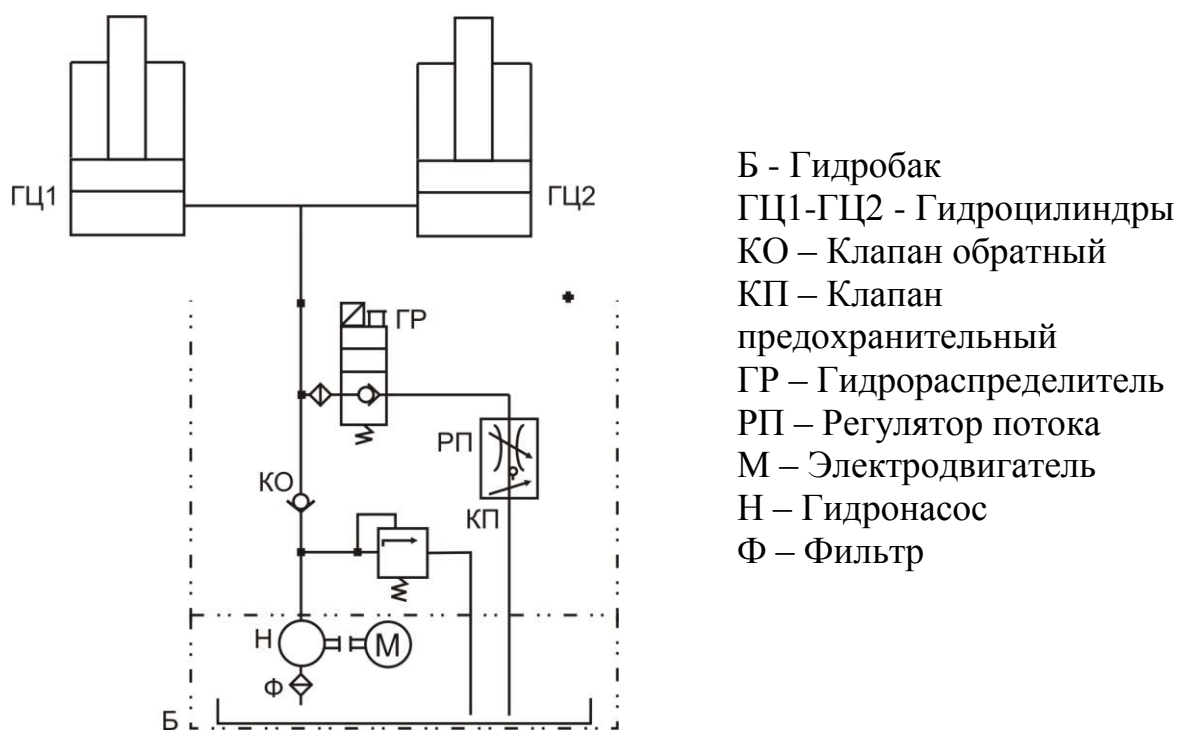 ГЦ1
ГЦ2
ГР
РП
КО
КП
Н
М
Ф
Б
Б - Гидробак
ГЦ1-ГЦ2 - Гидроцилиндры
КО – Клапан обратный
КП – Клапан
предохранительный
ГР – Гидрораспределитель
РП – Регулятор потока
М – Электродвигатель
Н – Гидронасос
Ф – Фильтр